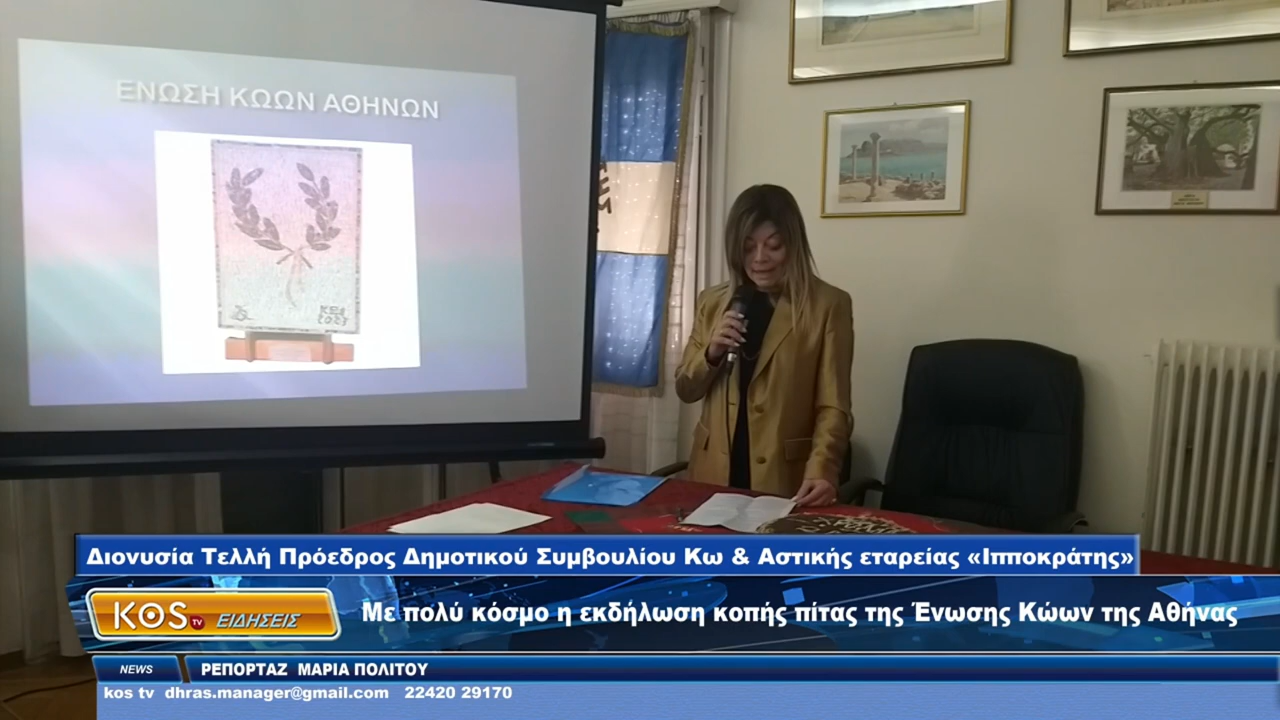 ΕΝΩΣΗ ΚΩΩΝ ΑΘΗΝΩΝ
Διονυσία Τελλή Πρόεδρος Δημοτικού Συμβουλίου Κω & Αστικής εταρείας «Ιπποκράτης»
KOS TV ΕΙΔΗΣΕΙΣ
Με πολύ κόσμο η εκδήλωση κοπής πίτας της Ένωσης Κώων της Αθήνας
NEWS
ΡΕΠΟΡΤΑΖ ΜΑΡΙΑ ΠΟΛΙΤΟΥ
kos tv dhras.manager@gmail.com 22420 29170